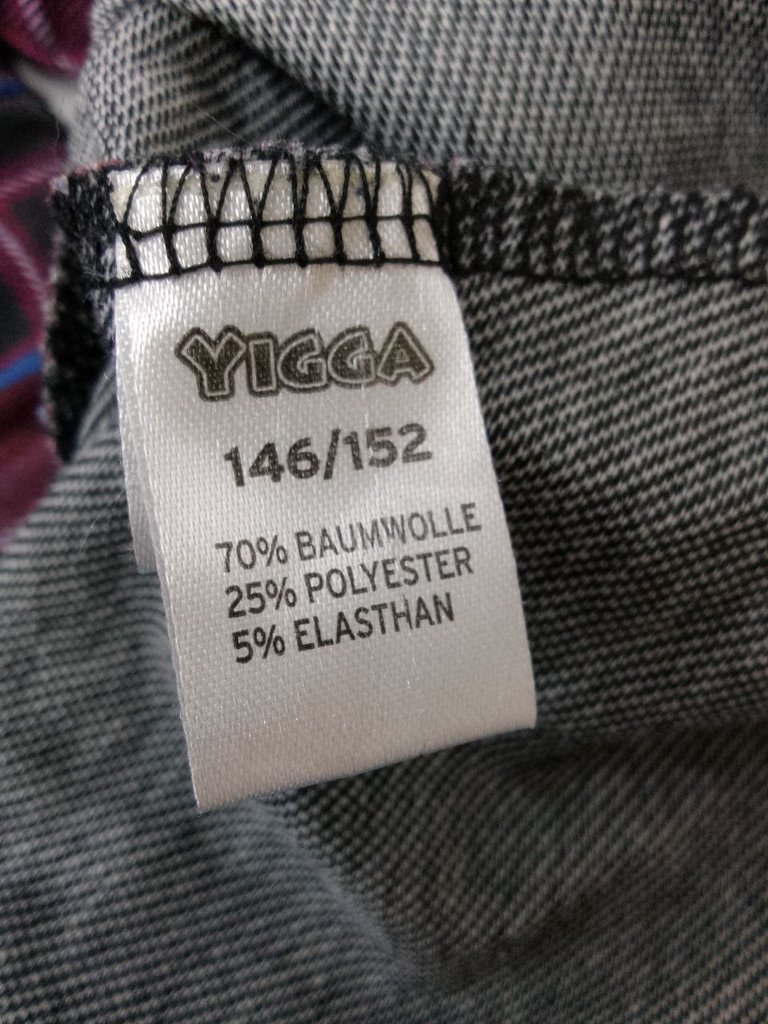 YIGGA
146/152
70% BAUMWOLLE
25% POLYESTER
5% ELASTHAN